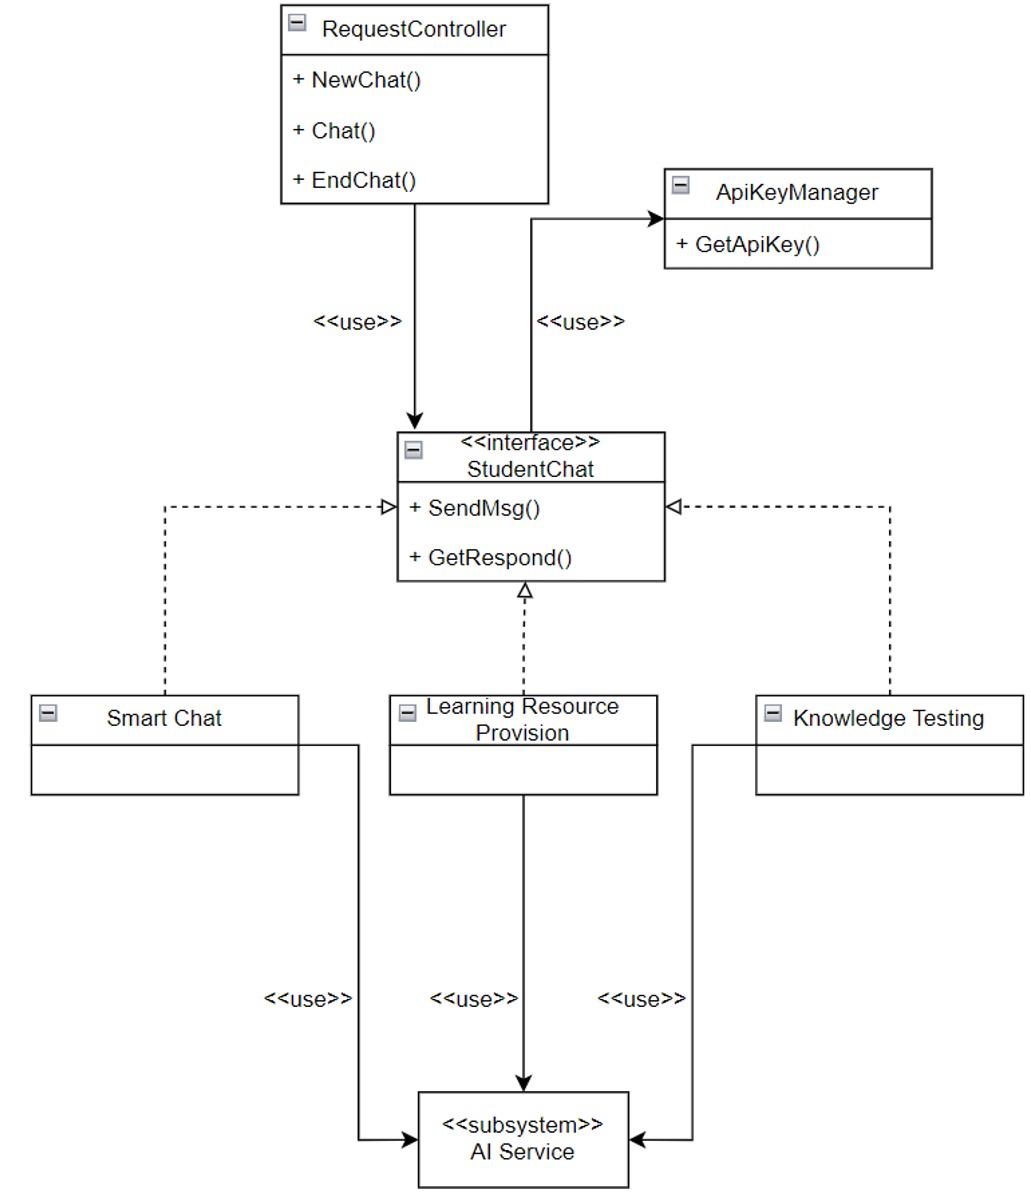 RequestController
+ NewChat()
+ Chat()
+ EndChat()
ApiKeyManager
+ GetApiKey()
<<use>>
<<use>>
<<interface>>
StudentChat
+ SendMsg()
+ GetRespond()
Smart Chat
Learning Resource
Provision
Knowledge Testing
<<use>>
<<use>>
<<use>>
<<subsystem>>
AI Service